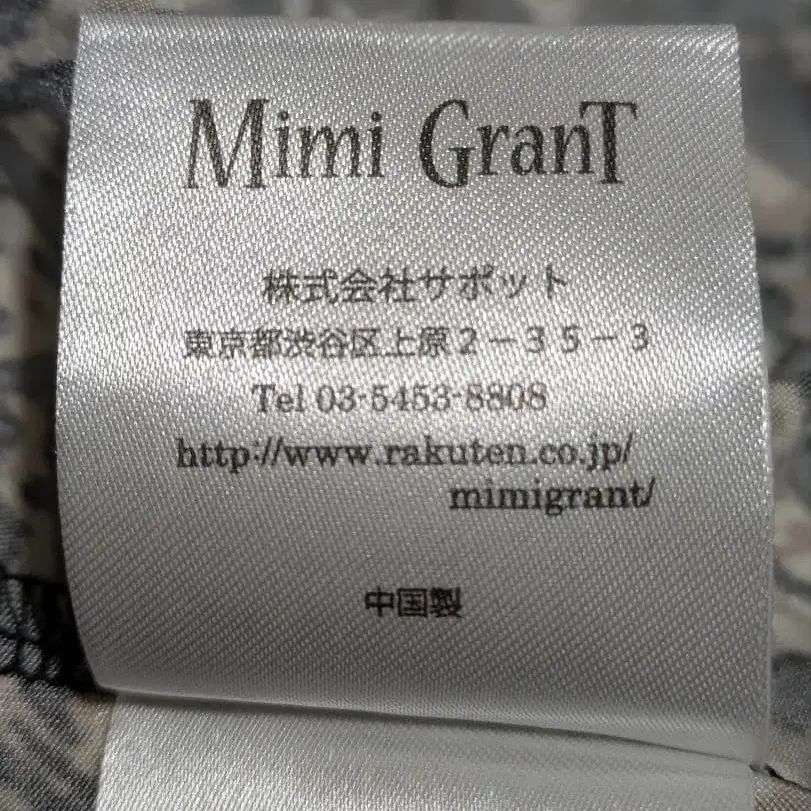 Mimi GranT
株式会社サポット
東京都渋谷区上原２－３５－３
Tel 03-5453-8808
http://www.rakuten.co.jp/
mimigrant/
中国製